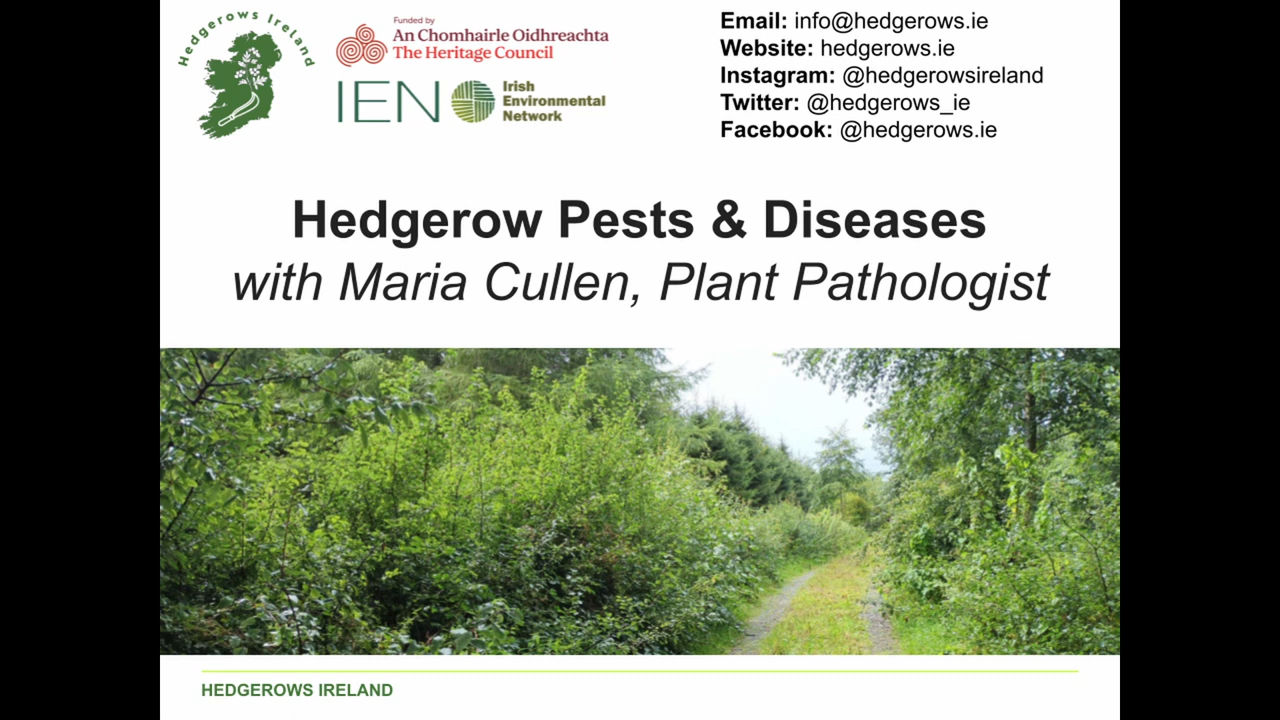 Hedgerows Ireland
Funded by
An Chomhairle Oidhreachta
The Heritage Council
IEN
Irish
Environmental
Network
Email: info@hedgerows.ie
Website: hedgerows.ie
Instagram: @hedgerowsireland
Twitter: @hedgerows_ie
Facebook: @hedgerows.ie
Hedgerow Pests & Diseases
with Maria Cullen, Plant Pathologist
HEDGEROWS IRELAND